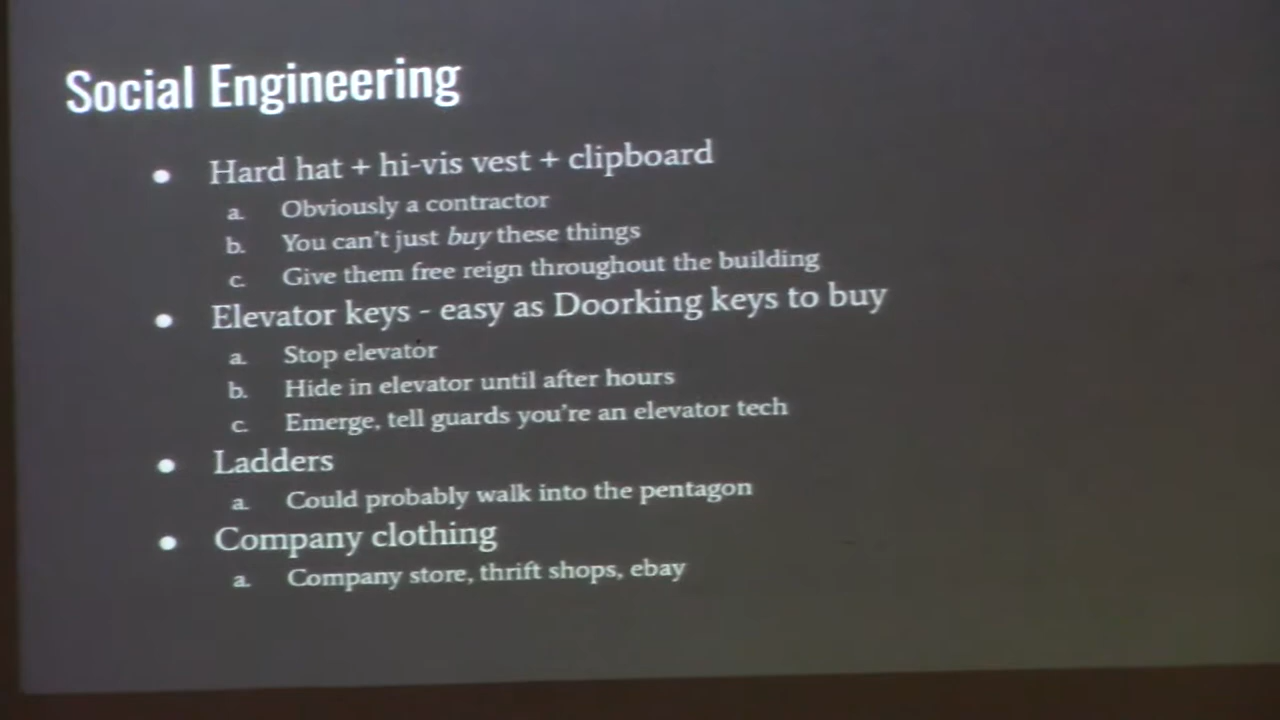 Social Engineering
● Hard hat + hi-vis vest + clipboard
a. Obviously a contractor
b. You can't just buy these things
c. Give them free reign throughout the building
● Elevator keys - easy as Doorking keys to buy
a. Stop elevator
b. Hide in elevator until after hours
c. Emerge, tell guards you're an elevator tech
● Ladders
a. Could probably walk into the pentagon
● Company clothing
a. Company store, thrift shops, ebay